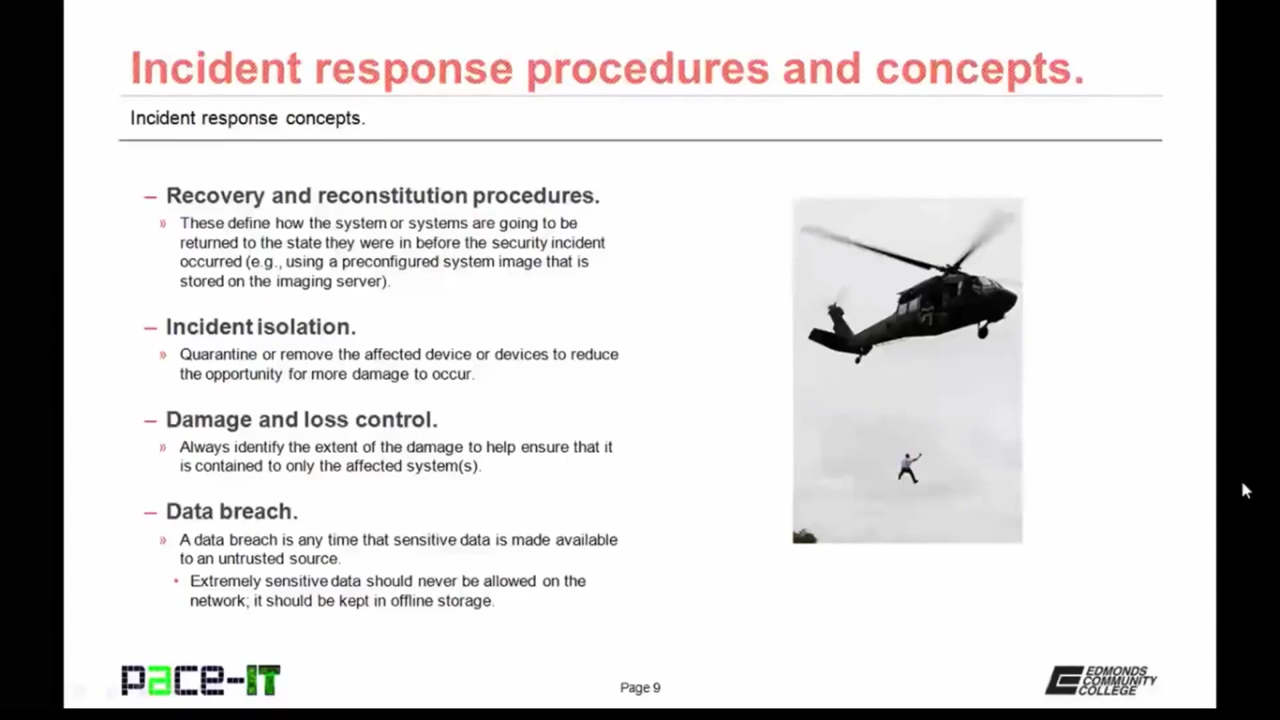 Incident response procedures and concepts.
Incident response concepts.
– Recovery and reconstitution procedures.
» These define how the system or systems are going to be
returned to the state they were in before the security incident
occurred (e.g., using a preconfigured system image that is
stored on the imaging server).
– Incident isolation.
» Quarantine or remove the affected device or devices to reduce
the opportunity for more damage to occur.
– Damage and loss control.
» Always identify the extent of the damage to help ensure that it
is contained to only the affected system(s).
– Data breach.
» A data breach is any time that sensitive data is made available
to an untrusted source.
• Extremely sensitive data should never be allowed on the
network; it should be kept in offline storage.
pace-IT
Page 9
EDMONDS
COMMUNITY
COLLEGE